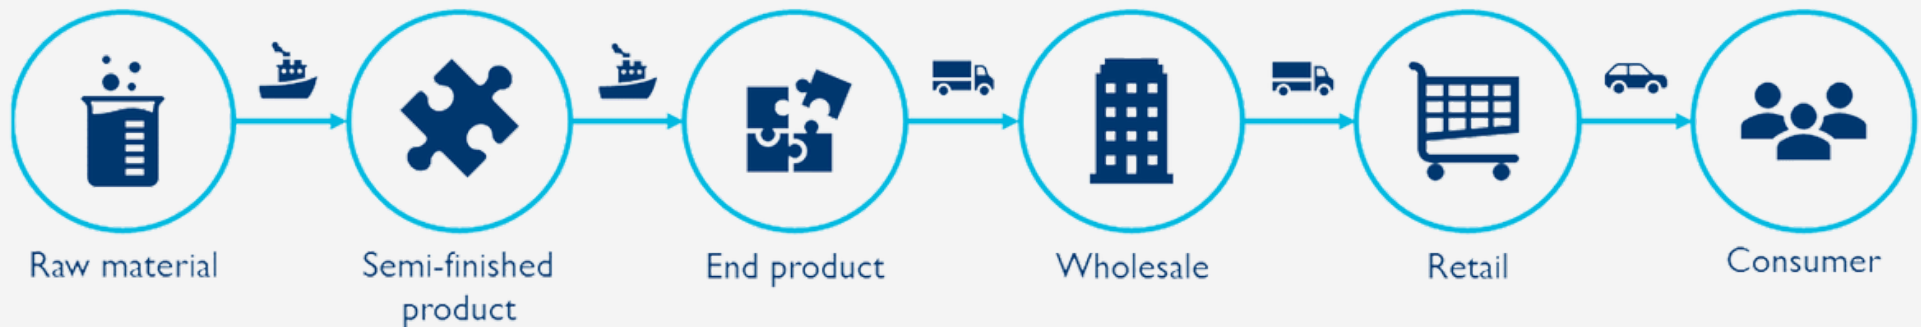 Raw material
Semi-finished
product
End product
Wholesale
Retail
Consumer